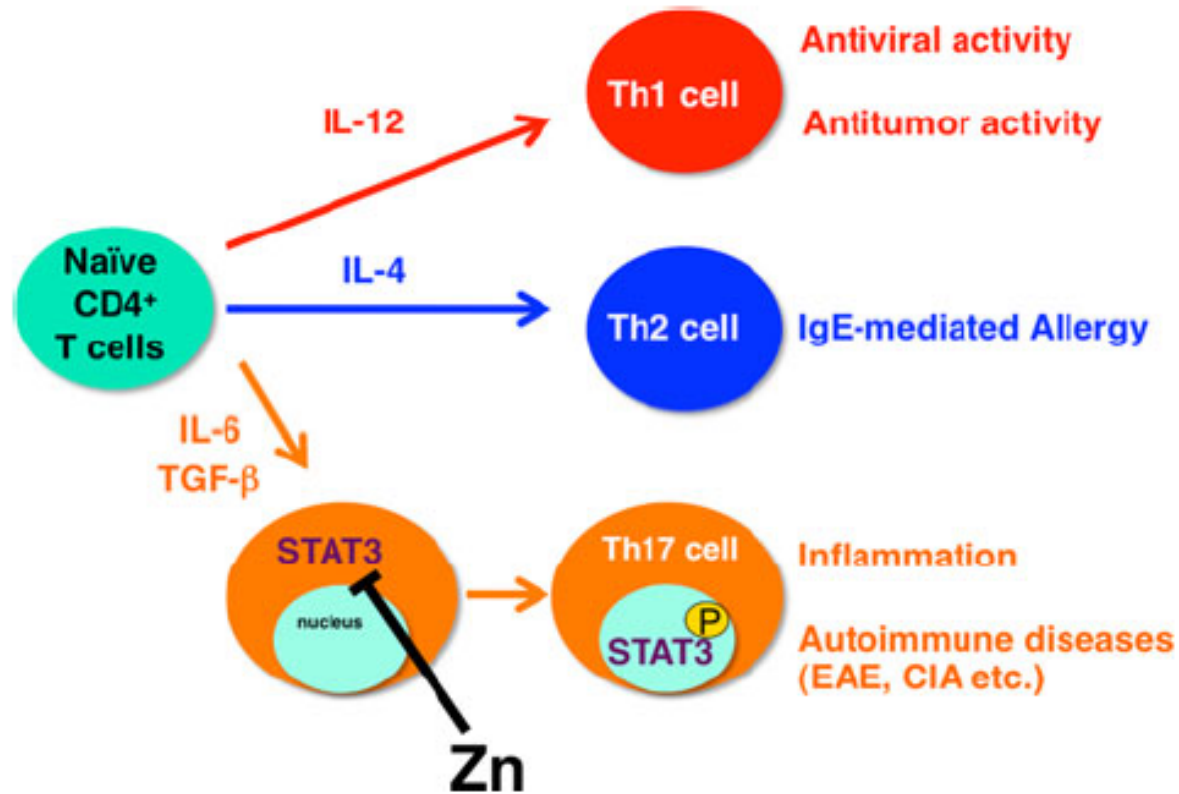 Antiviral activity
Th1 cell
IL-12
Antitumor activity
Naïve
CD4+
T cells
IL-4
Th2 cell
IgE-mediated Allergy
IL-6
TGF-β
STAT3
nucleus
Th17 cell
P
STAT3
Inflammation
Autoimmune diseases
(EAE, CIA etc.)
Zn